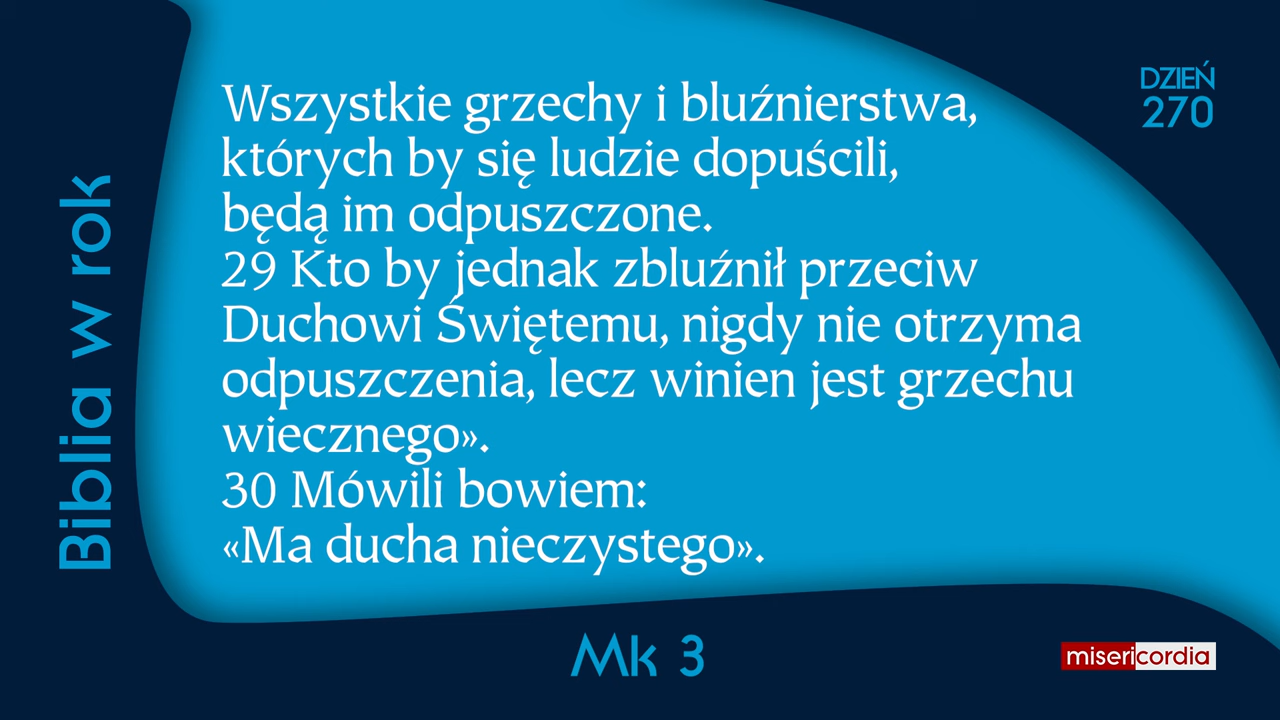 DZIEŃ
270
Wszystkie grzechy i bluźnierstwa,
których by się ludzie dopuścili,
będą im odpuszczone.
29 Kto by jednak zbluźnił przeciw
Duchowi Świętemu, nigdy nie otrzyma
odpuszczenia, lecz winien jest grzechu
wiecznego».
30 Mówili bowiem:
«Ma ducha nieczystego».
Biblia w rok
Mk 3
misericordia